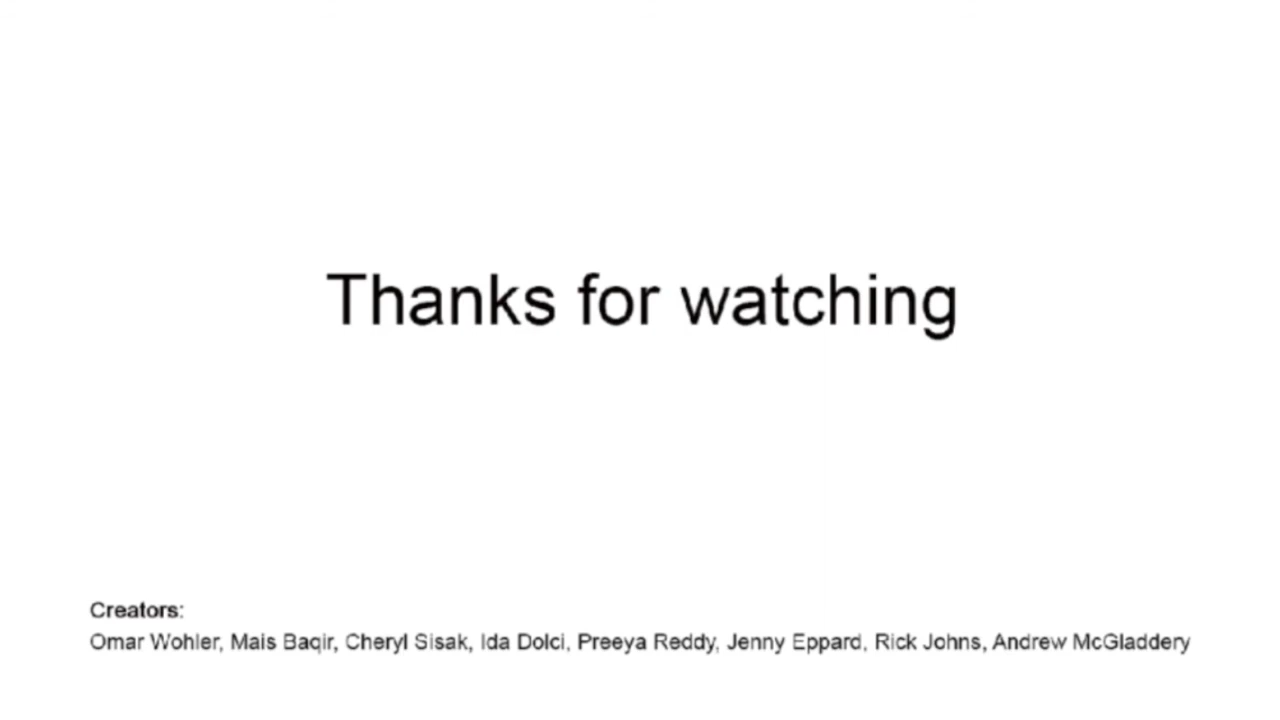 Thanks for watching
Creators:
Omar Wohler, Mais Baqir, Cheryl Sisak, Ida Dolci, Preeya Reddy, Jenny Eppard, Rick Johns, Andrew McGladdery